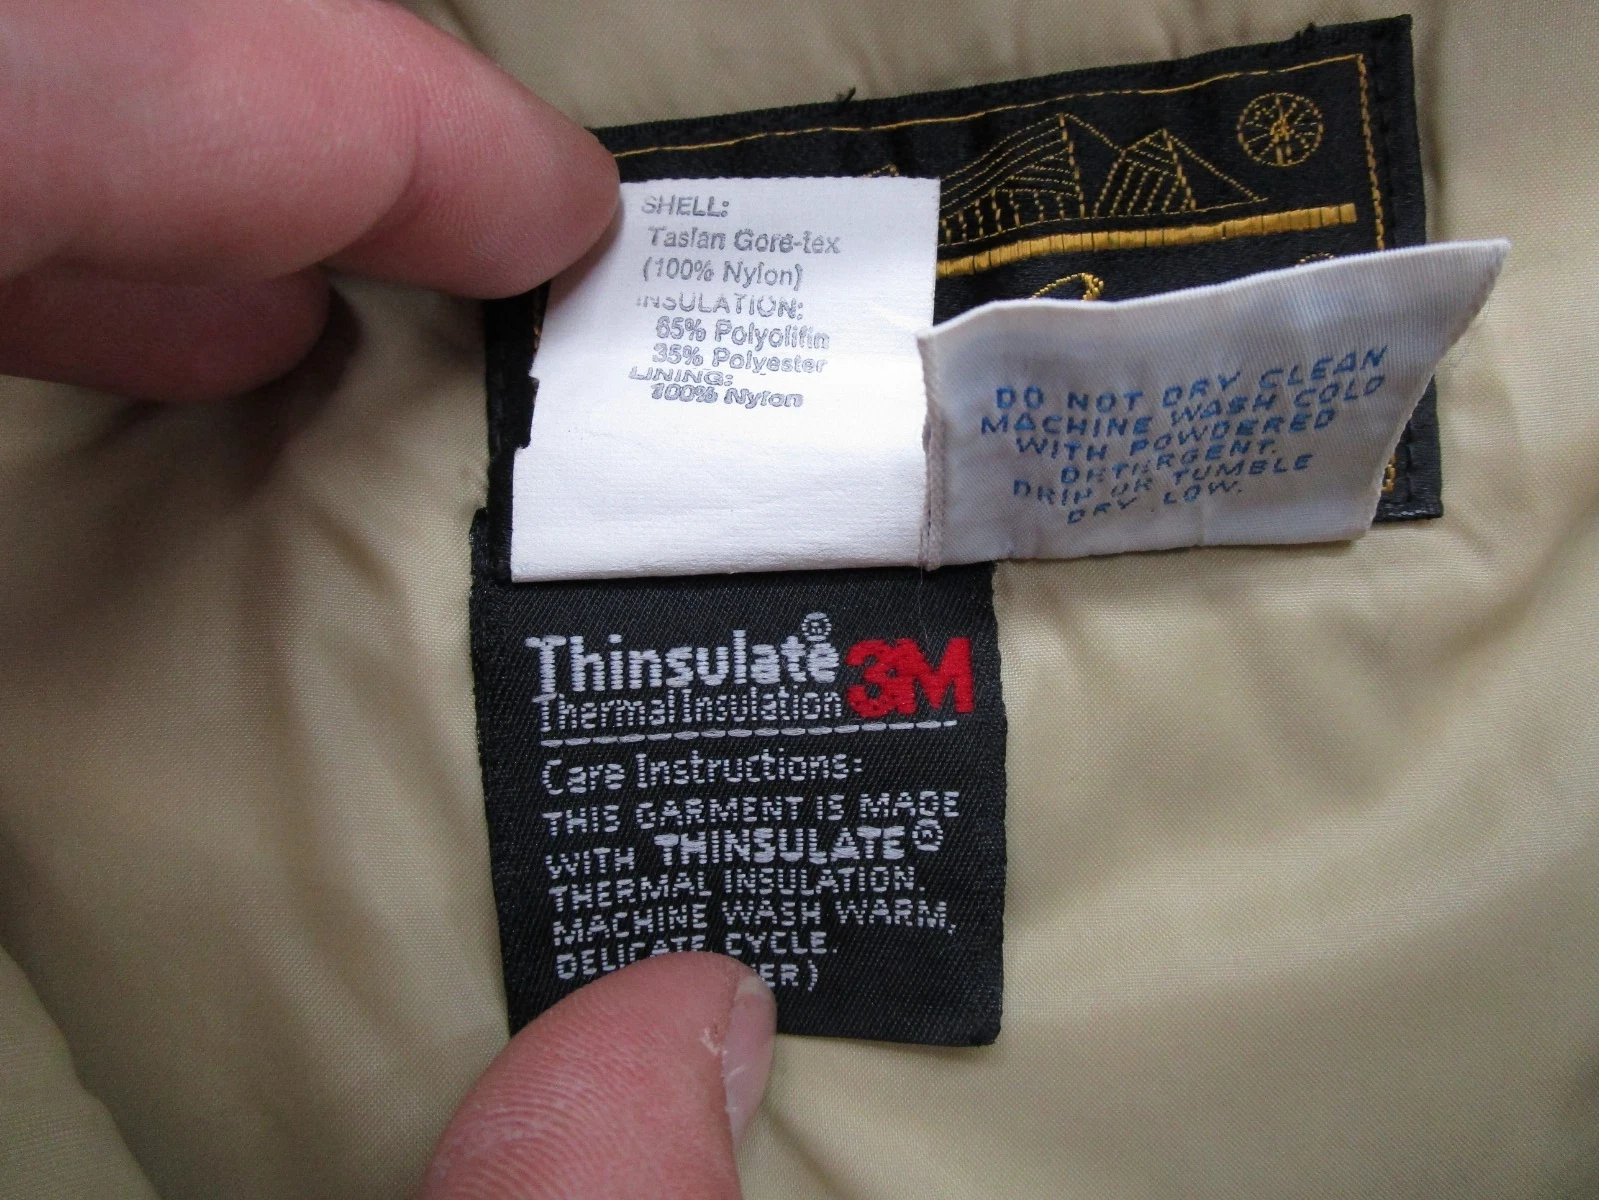 SHELL:
Taslan Gore-tex
(100% Nylon)
INSULATION:
65% Polyolifin
35% Polyester
LINING:
100% Nylon
DO NOT DRY CLEAN
MACHINE WASH COLD
WITH POWDERED
DETERGENT.
DRIP OR TUMBLE
DRY LOW.
Thinsulate®
3M
Thermal Insulation
Care Instructions:
THIS GARMENT IS MADE
WITH THINSULATE®
THERMAL INSULATION.
MACHINE WASH WARM,
DELICATE CYCLE.